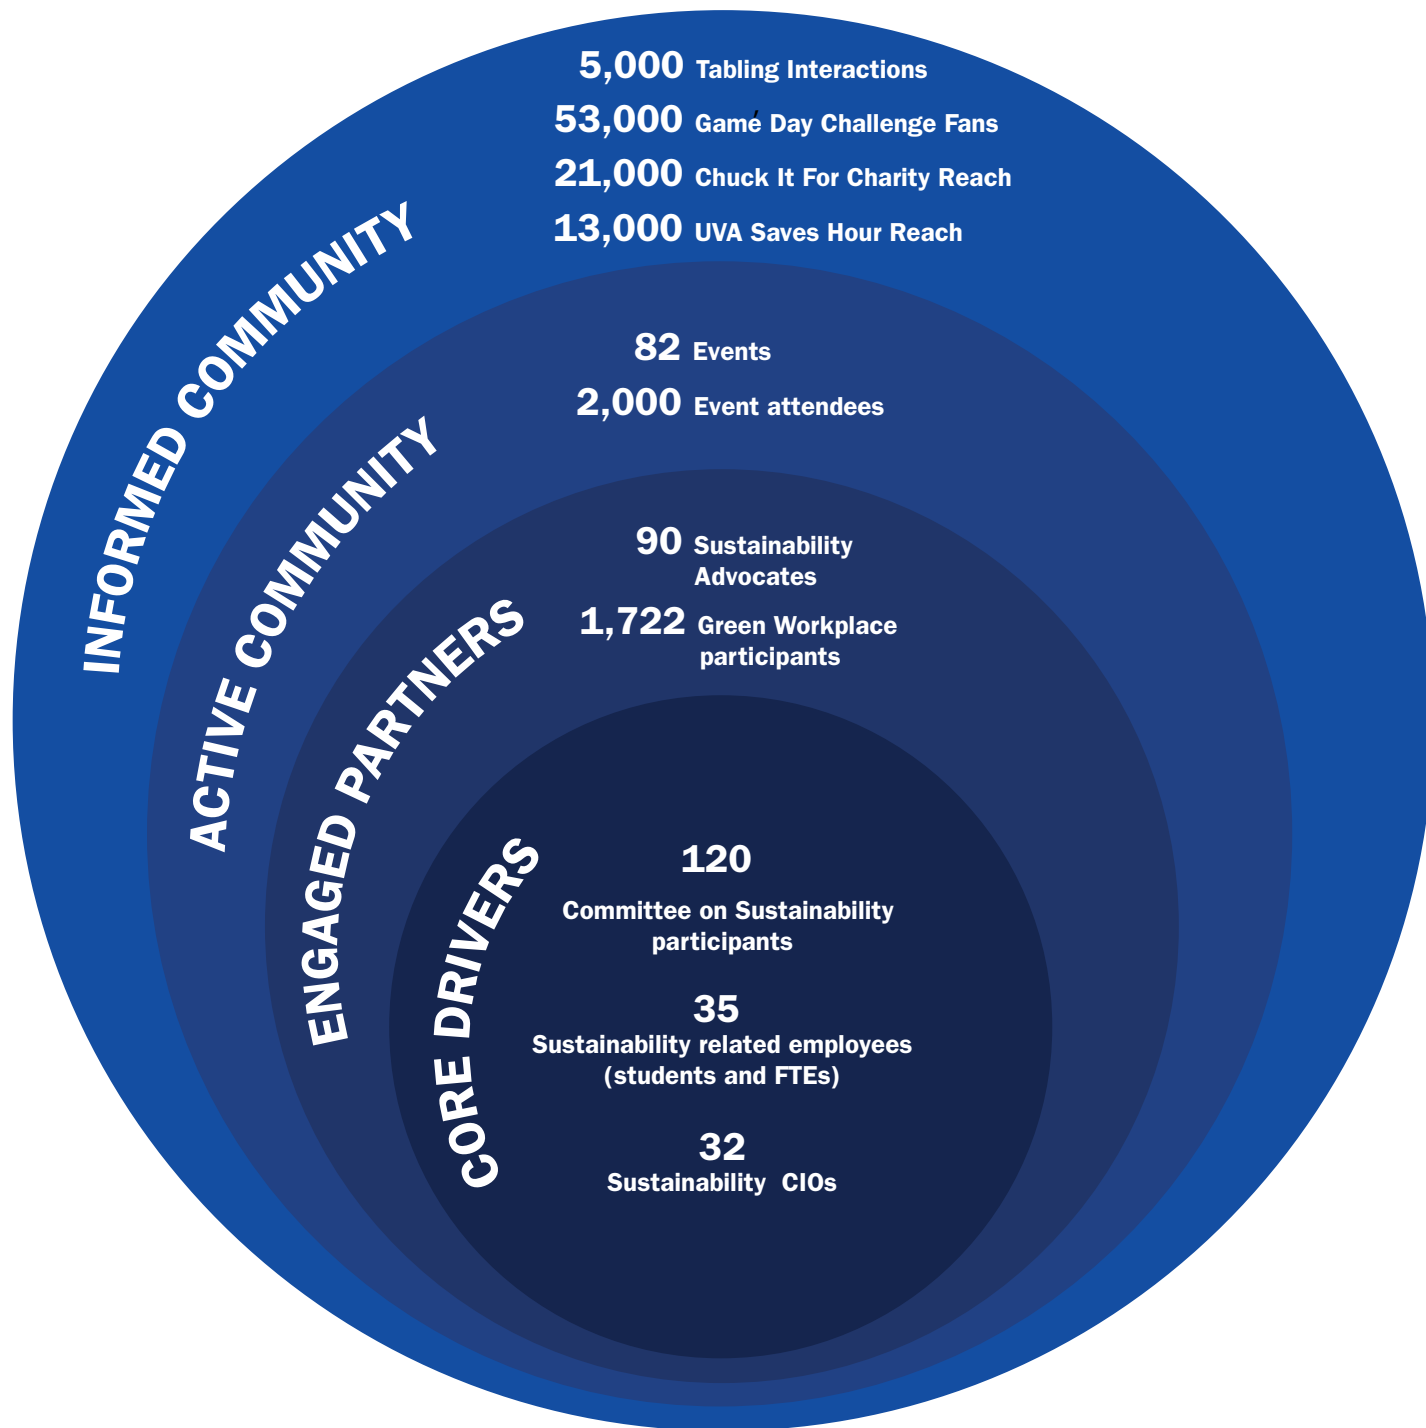 5,000 Tabling Interactions
53,000 Game Day Challenge Fans
21,000 Chuck It For Charity Reach
13,000 UVA Saves Hour Reach
INFORMED COMMUNITY
82 Events
2,000 Event attendees
ACTIVE COMMUNITY
90 Sustainability
Advocates
1,722 Green Workplace
participants
ENGAGED PARTNERS
120
Committee on Sustainability
participants
35
Sustainability related employees
(students and FTEs)
32
Sustainability CIOs
CORE DRIVERS